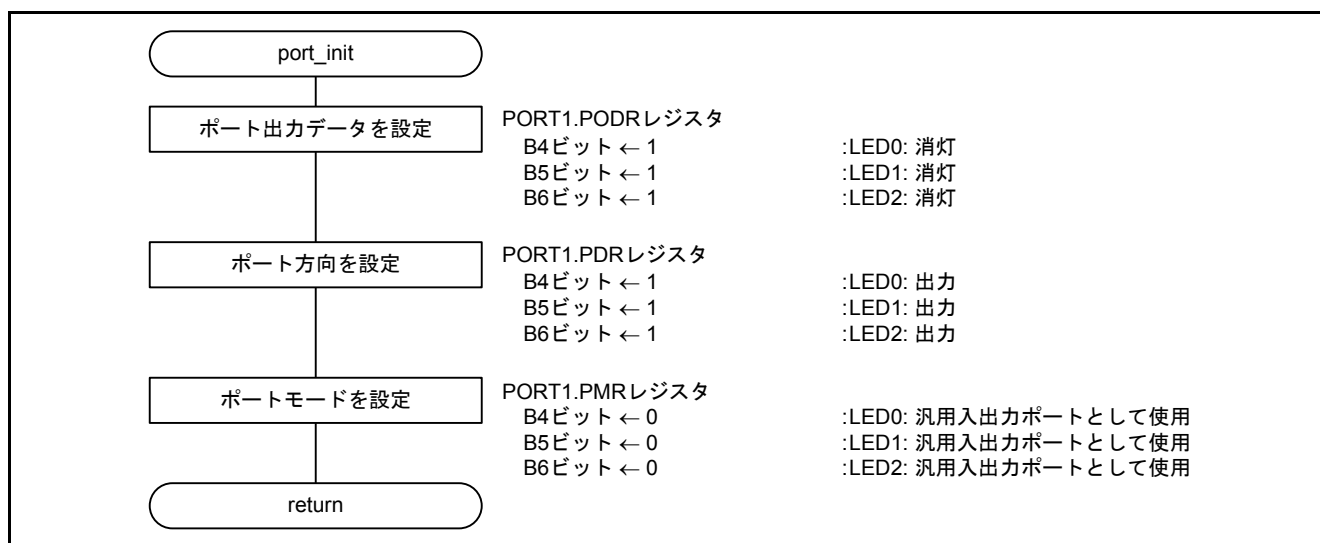 port_init
ポート出力データを設定
PORT1.PODRレジスタ
B4ビット ← 1 :LED0: 消灯
B5ビット ← 1 :LED1: 消灯
B6ビット ← 1 :LED2: 消灯
ポート方向を設定
PORT1.PDRレジスタ
B4ビット ← 1 :LED0: 出力
B5ビット ← 1 :LED1: 出力
B6ビット ← 1 :LED2: 出力
ポートモードを設定
PORT1.PMRレジスタ
B4ビット ← 0 :LED0: 汎用入出力ポートとして使用
B5ビット ← 0 :LED1: 汎用入出力ポートとして使用
B6ビット ← 0 :LED2: 汎用入出力ポートとして使用
return